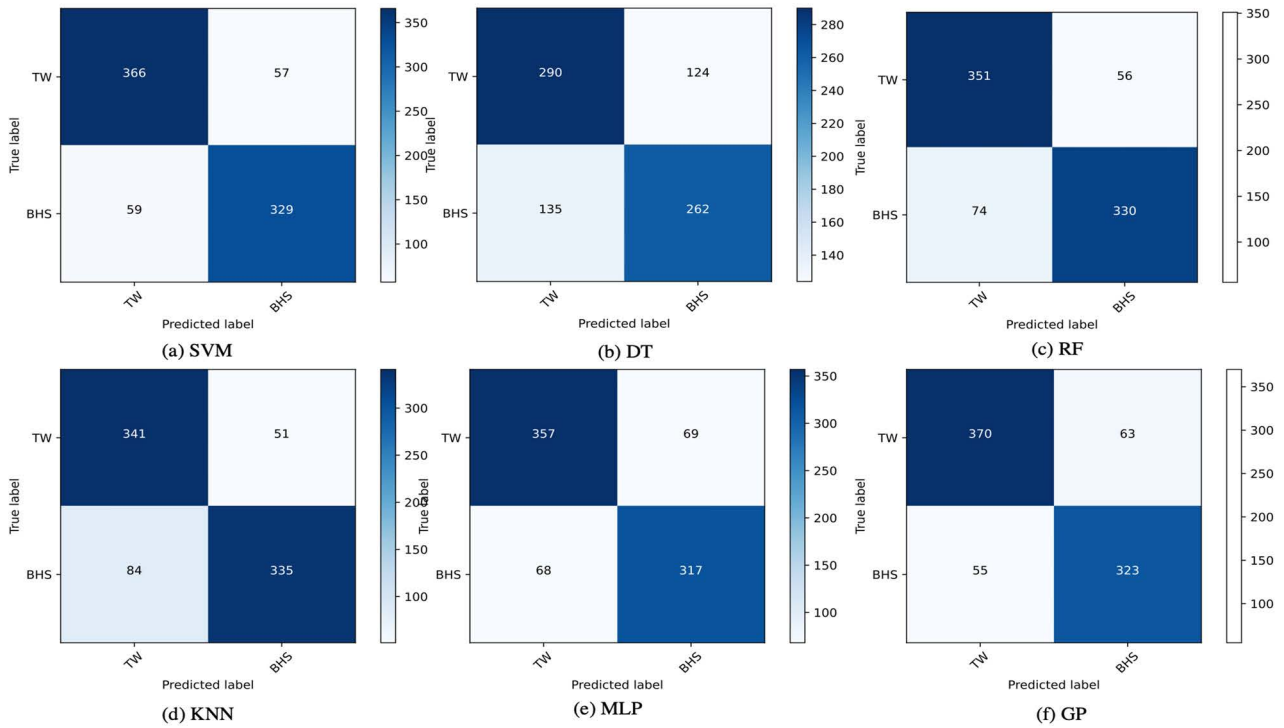 TW
BHS
True label
366
57
59
329
TW
BHS
Predicted label
350
300
250
200
150
100
(a) SVM
TW
BHS
True label
290
124
135
262
TW
BHS
Predicted label
280
260
240
220
200
180
160
140
(b) DT
TW
BHS
True label
351
56
74
330
TW
BHS
Predicted label
350
300
250
200
150
100
(c) RF
TW
BHS
True label
341
51
84
335
TW
BHS
Predicted label
300
250
200
150
100
(d) KNN
TW
BHS
True label
357
69
68
317
TW
BHS
Predicted label
350
300
250
200
150
100
(e) MLP
TW
BHS
True label
370
63
55
323
TW
BHS
Predicted label
350
300
250
200
150
100
(f) GP